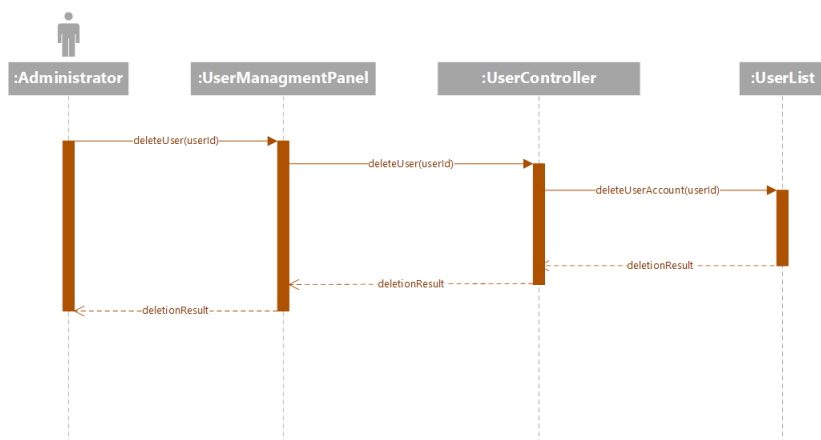 :Administrator
:UserManagmentPanel
:UserController
:UserList
deleteUser(userId)
deleteUser(userId)
deleteUserAccount(userId)
deletionResult
deletionResult
deletionResult